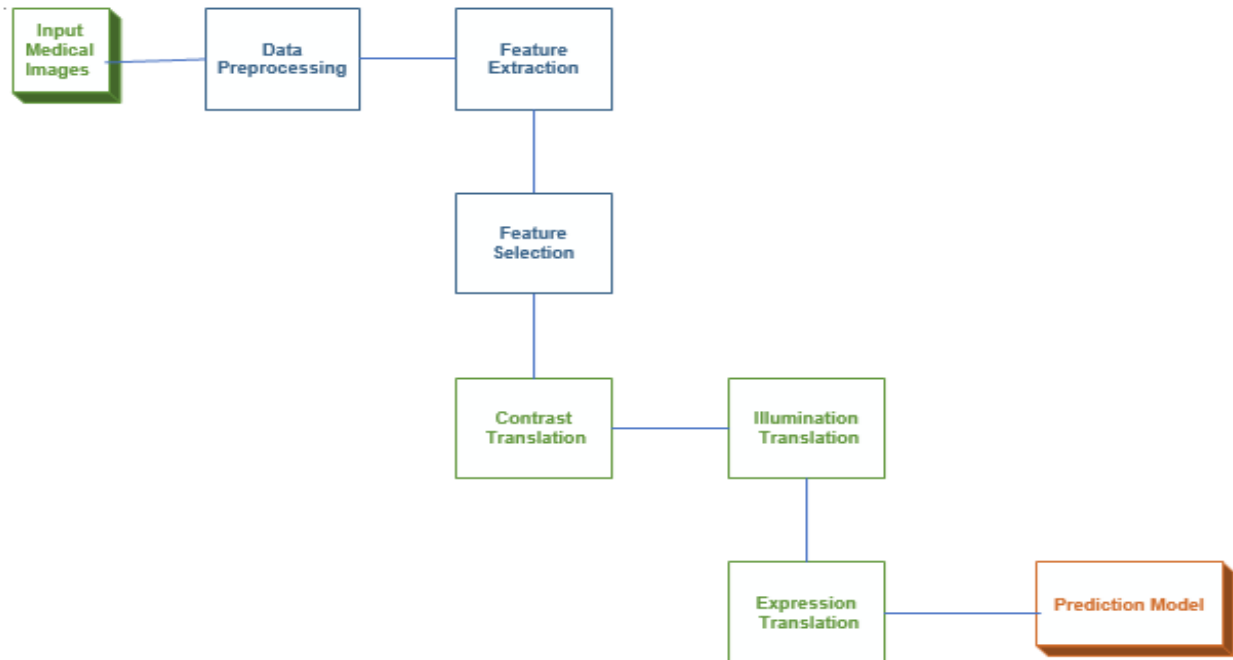 Input
Medical
Images
Data
Preprocessing
Feature
Extraction
Feature
Selection
Contrast
Translation
Illumination
Translation
Expression
Translation
Prediction Model